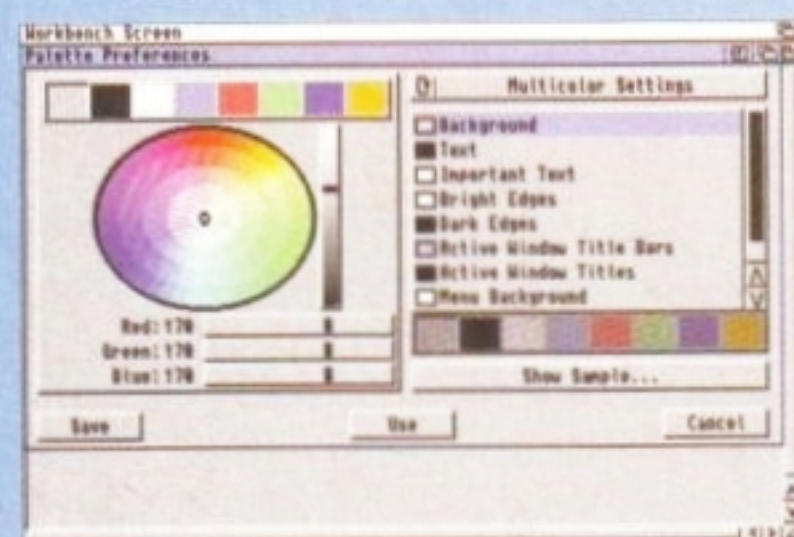 Workbench Screen
Palette Preferences
Multicolor Settings
Background
Text
Important Text
Bright Edges
Dark Edges
Active Window Title Bars
Active Window Titles
Menu Background
Red:170
Green:170
Blue:170
Show Sample...
Save
Use
Cancel